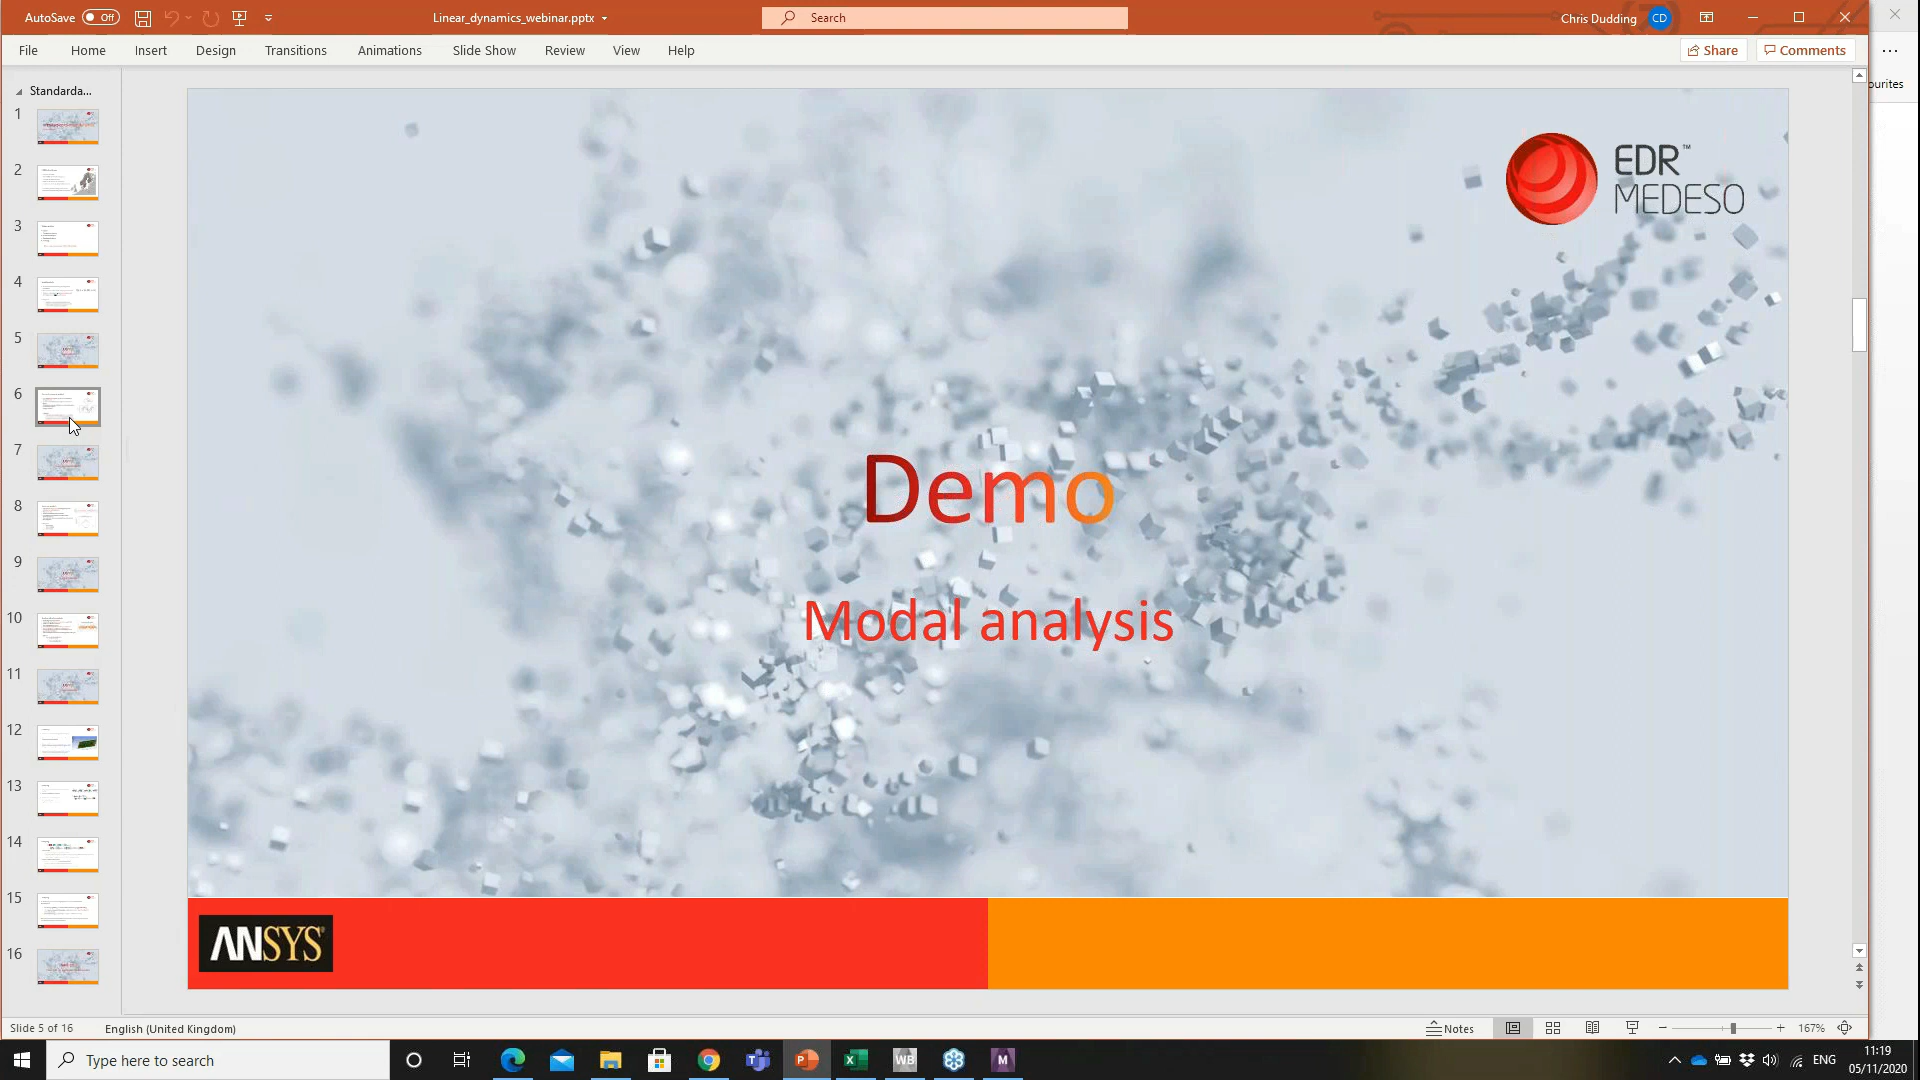 AutoSave Off
Linear_dynamics_webinar.pptx
Search
Chris Dudding CD
File Home Insert Design Transitions Animations Slide Show Review View Help
Share Comments
ourites
Standarda...
1
2
3
4
5
6
7
8
9
10
11
12
13
14
15
16
EDR™
MEDESO
Demo
Modal analysis
ANSYS
Slide 5 of 16 English (United Kingdom) Notes 167%
Type here to search
WB
M
ENG
11:19
05/11/2020